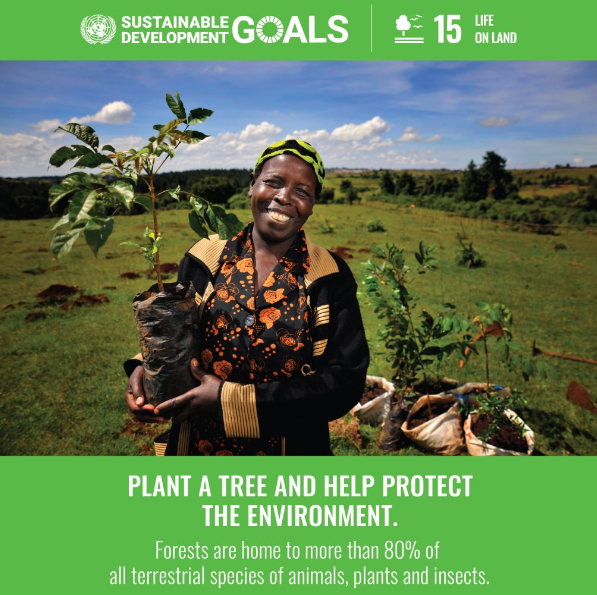 SUSTAINABLE
DEVELOPMENT GOALS
15 LIFE
ON LAND
PLANT A TREE AND HELP PROTECT
THE ENVIRONMENT.
Forests are home to more than 80% of
all terrestrial species of animals, plants and insects.